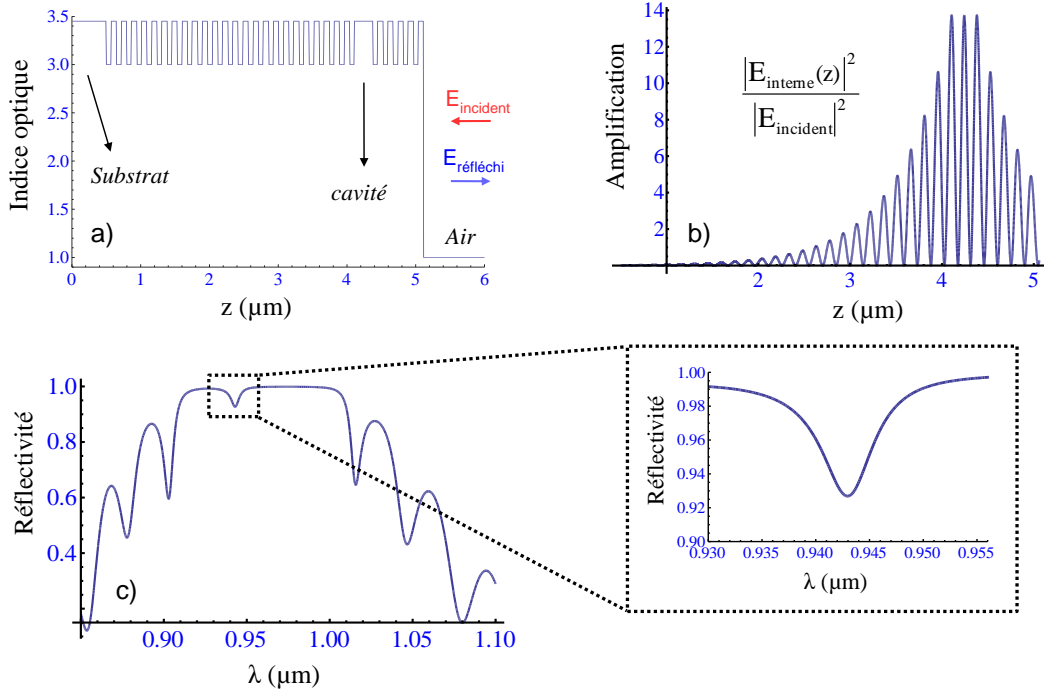 3.5
3.0
2.5
2.0
1.5
1.0
0
1
2
3
4
5
6
Indice optique
z (µm)
Substrat
cavité
Air
E incident
E réfléchi
a)
14
12
10
8
6
4
2
2
3
4
5
Amplification
z (µm)
|E interne (z)|²
|E incident|²
b)
1.0
0.8
0.6
0.4
0.90
0.95
1.00
1.05
1.10
Réflectivité
λ (µm)
c)
1.00
0.98
0.96
0.94
0.92
0.90
0.930
0.935
0.940
0.945
0.950
0.955
Réflectivité
λ (µm)